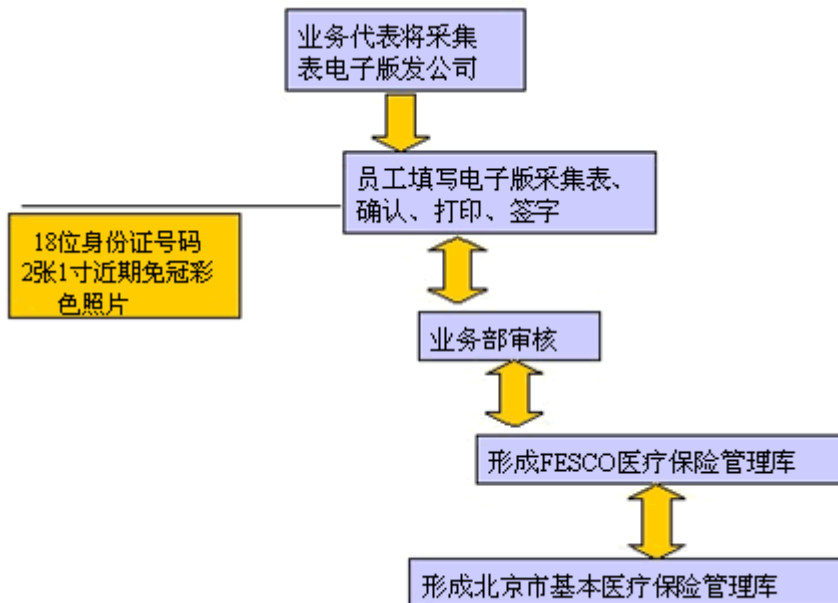 业务代表将采集
表电子版发公司
员工填写电子版采集表、
确认、打印、签字
18位身份证号码
2张1寸近期免冠彩
色照片
业务部审核
形成FESCO医疗保险管理库
形成北京市基本医疗保险管理库